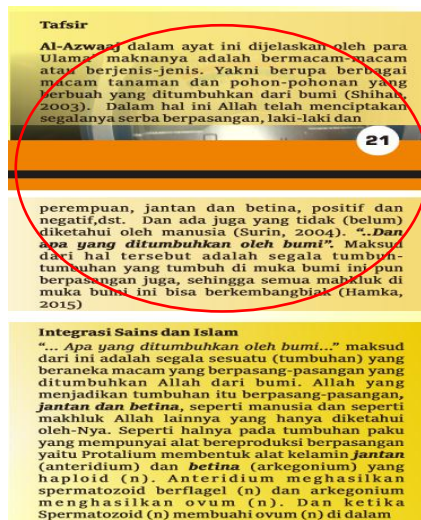 Tafsir
Al-Azwaaj dalam ayat ini dijelaskan oleh para
Ulama maknanya adalah bermacam-macam
atau berjenis-jenis. Yakni berupa berbagai
macam tanaman dan pohon-pohonan yang
berbuah yang ditumbuhkan dari bumi (Shihab,
2003). Dalam hal ini Allah telah menciptakan
segalanya serba berpasangan, laki-laki dan
21
perempuan, jantan dan betina, positif dan
negatif,dst. Dan ada juga yang tidak (belum)
diketahui oleh manusia (Surin, 2004). “..Dan
apa yang ditumbuhkan oleh bumi”. Maksud
dari hal tersebut adalah segala tumbuh-
tumbuhan yang tumbuh di muka bumi ini pun
berpasangan juga, sehingga semua mabkluk di
muka bumi ini bisa berkembangbiak (Hamka,
2015)
Integrasi Sains dan Islam
“... Apa yang ditumbuhkan oleh bumi...” maksud
dari ini adalah segala sesuatu (tumbuhan) yang
beraneka macam yang berpasang-pasangan yang
ditumbuhkan Allah dari bumi. Allah yang
menjadikan tumbuhan itu berpasang-pasangan,
jantan dan betina, seperti manusia dan seperti
makhluk Allah lainnya yang hanya diketahui
oleh-Nya. Seperti halnya pada tumbuhan paku
yang mempunyai alat bereproduksi berpasangan
yaitu Protalium membentuk alat kelamin jantan
(anteridium) dan betina (arkegonium) yang
haploid (n). Anteridium meghasilkan
spermatozoid berflagel (n) dan arkegonium
menghasilkan ovum (n). Dan ketika
Spermatozoid (n) membuahi ovum (n) di dalam